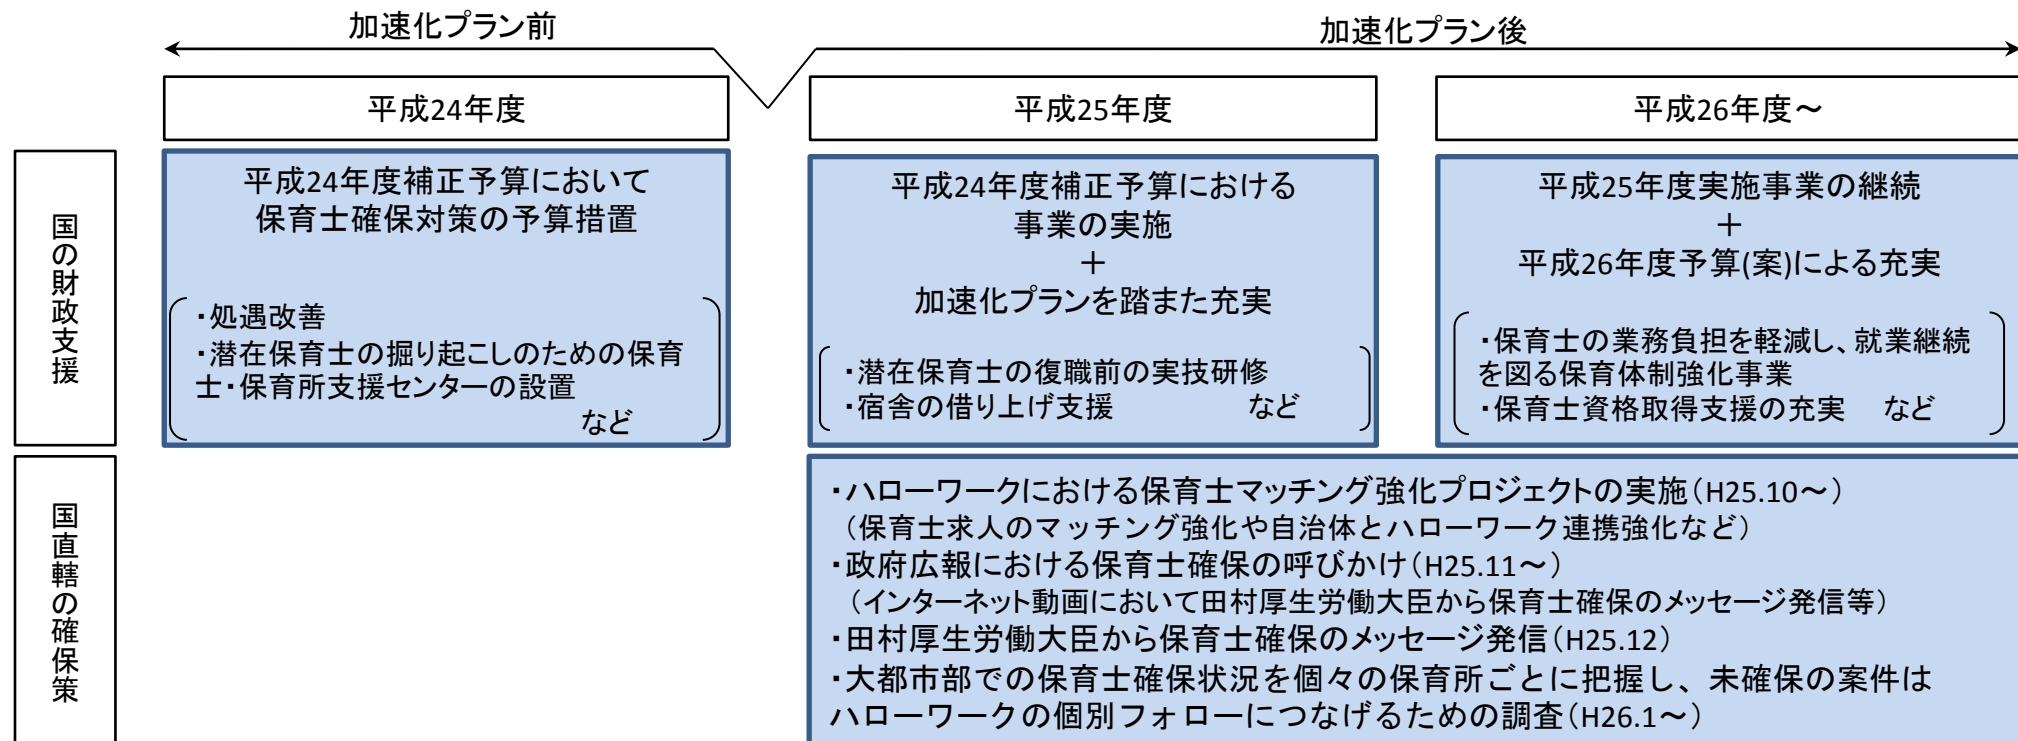 加速化プラン前
加速化プラン後
平成24年度
平成25年度
平成26年度～
国の財政支援
平成24年度補正予算において
保育士確保対策の予算措置
・処遇改善
・潜在保育士の掘り起こしのための保育
士・保育所支援センターの設置
など
平成24年度補正予算における
事業の実施
＋
加速化プランを踏また充実
・潜在保育士の復職前の実技研修
・宿舎の借り上げ支援　　　　など
平成25年度実施事業の継続
＋
平成26年度予算(案)による充実
・保育士の業務負担を軽減し、就業継続
を図る保育体制強化事業
・保育士資格取得支援の充実　など
国直轄の確保策
・ハローワークにおける保育士マッチング強化プロジェクトの実施（H25.10～）
（保育士求人のマッチング強化や自治体とハローワーク連携強化など）
・政府広報における保育士確保の呼びかけ（H25.11～）
（インターネット動画において田村厚生労働大臣から保育士確保のメッセージ発信等）
・田村厚生労働大臣から保育士確保のメッセージ発信（H25.12）
・大都市部での保育士確保状況を個々の保育所ごとに把握し、未確保の案件は
ハローワークの個別フォローにつなげるための調査（H26.1～）